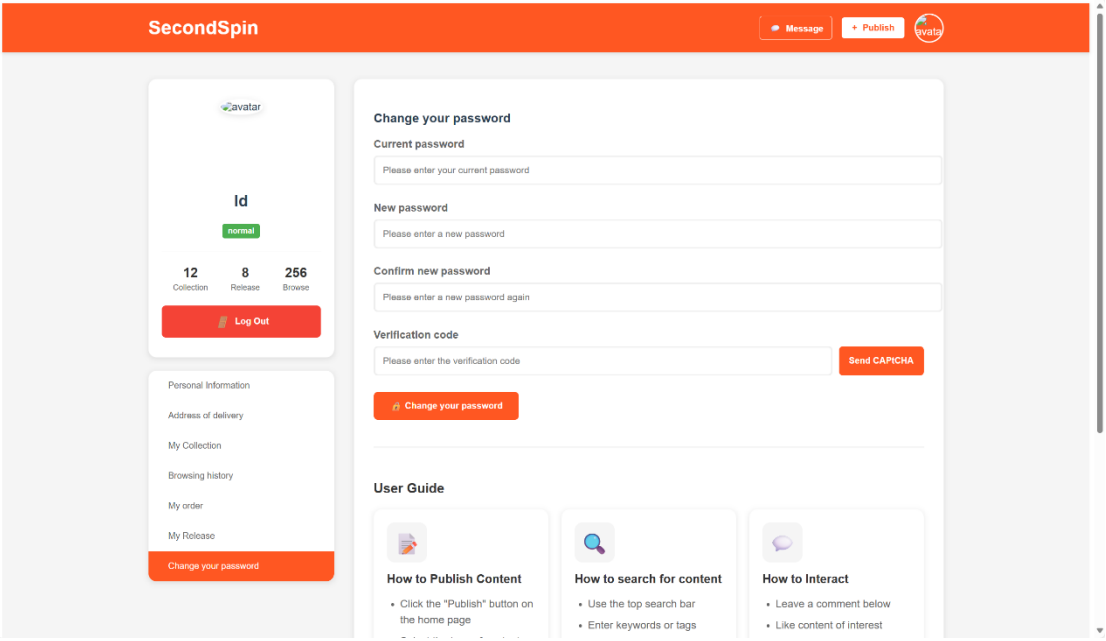 SecondSpin
Message
+ Publish
avata
avatar
ld
normal
12 8 256
Collection Release Browse
Log Out
Personal Information
Address of delivery
My Collection
Browsing history
My order
My Release
Change your password
Change your password
Current password
Please enter your current password
New password
Please enter a new password
Confirm new password
Please enter a new password again
Verification code
Please enter the verification code
Send CAPtCHA
Change your password
User Guide
How to Publish Content
• Click the "Publish" button on
the home page
How to search for content
• Use the top search bar
• Enter keywords or tags
How to Interact
• Leave a comment below
• Like content of interest